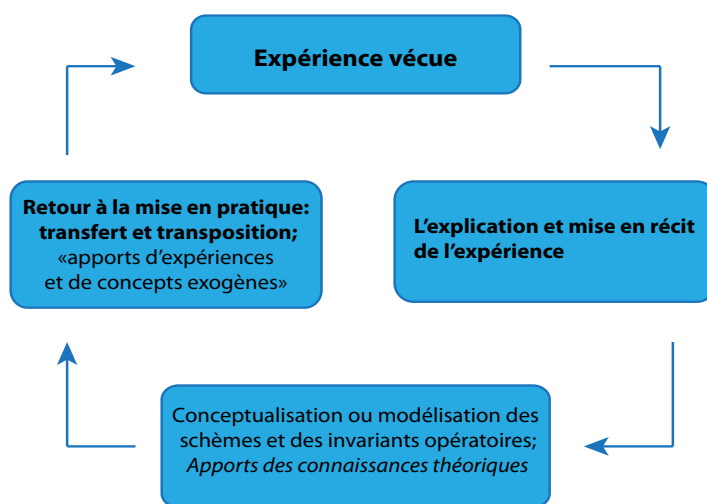 Expérience vécue
L'explication et mise en récit
de l'expérience
Conceptualisation ou modélisation des
schèmes et des invariants opératoires;
Apports des connaissances théoriques
Retour à la mise en pratique:
transfert et transposition;
«apports d'expériences
et de concepts exogènes»